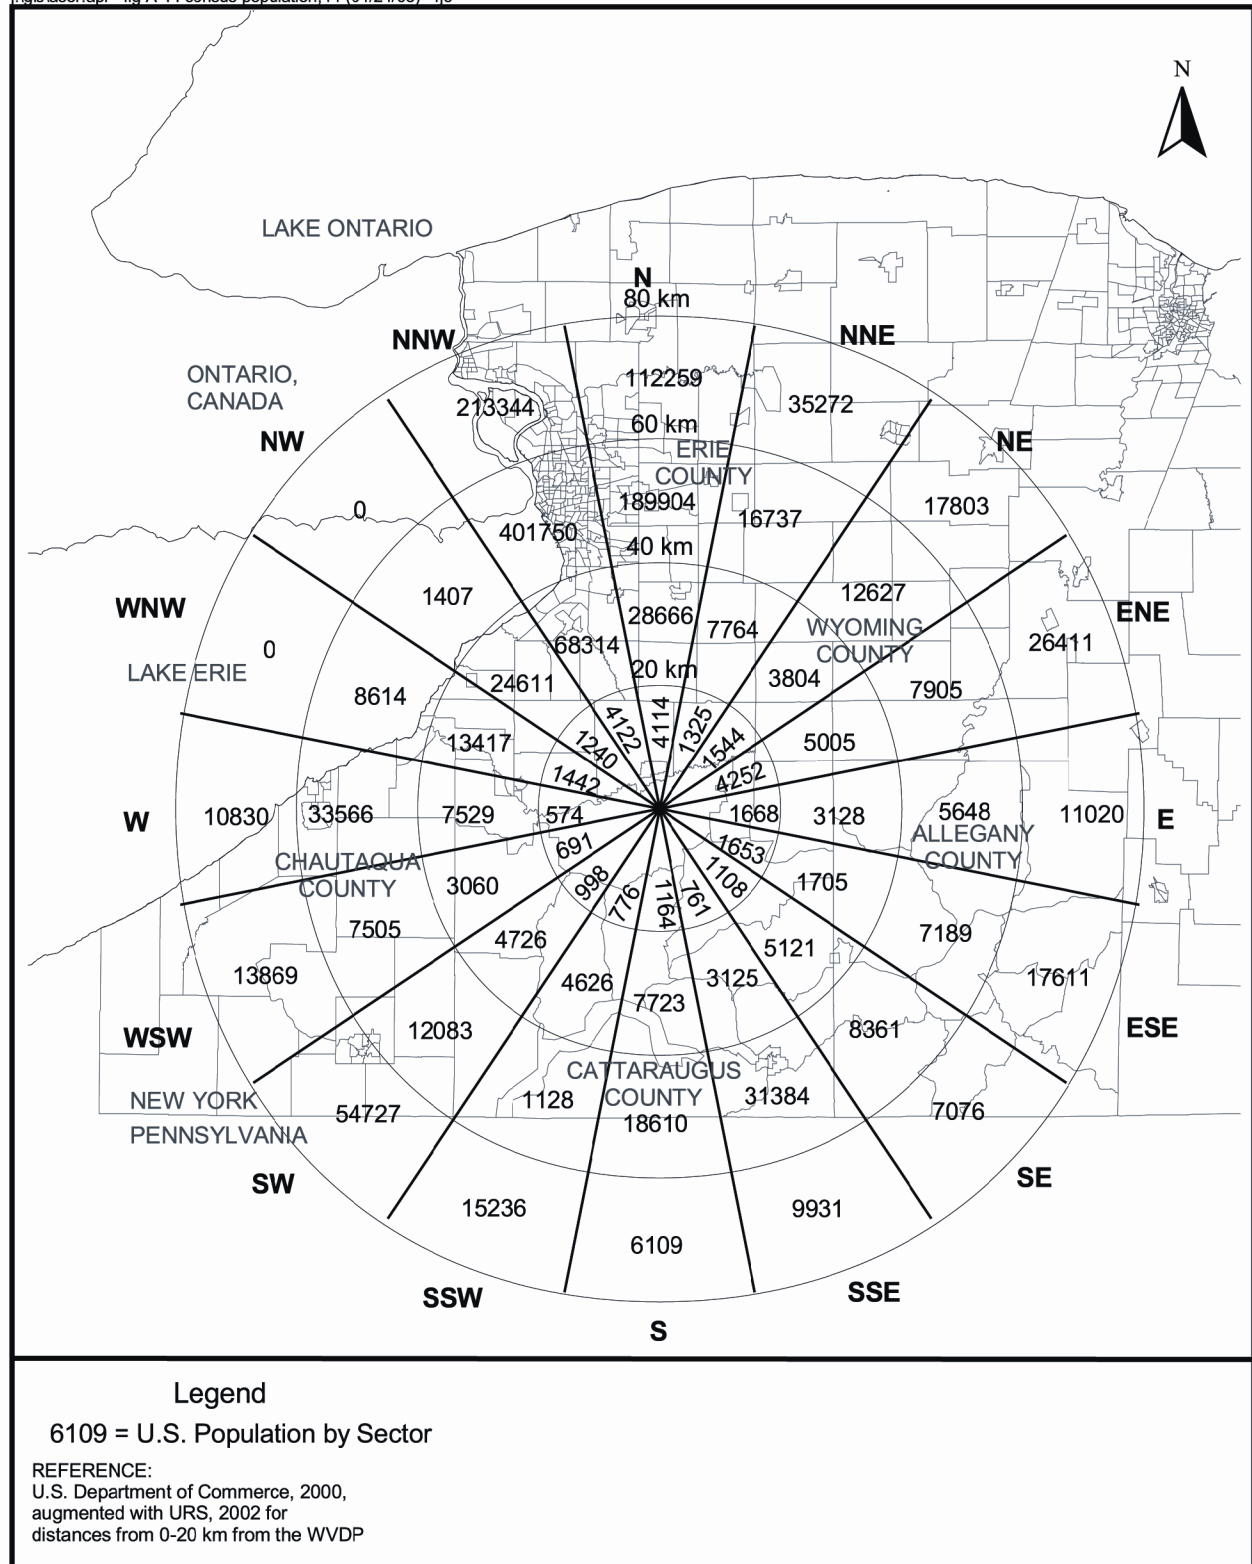 N
LAKE ONTARIO
N
80 km
NNW
NNE
ONTARIO,
CANADA
112259
213344
35272
60 km
NW
NE
ERIE
COUNTY
0
189904
17803
16737
401750
40 km
1407
12627
WNW
ENE
28666
7764
WYOMING
COUNTY
68314
26411
0
LAKE ERIE
20 km
3804
24611
8614
7905
4122
4114
1325
13417
1240
1544
5005
1442
4252
W
10830
33566
7529
574
1668
3128
5648
11020
E
ALLEGANY
COUNTY
691
1653
CHAUTAUQUA
COUNTY
3060
998
776
1164
761
1108
1705
7505
4726
5121
7189
13869
4626
3125
17611
7723
WSW
12083
8361
ESE
CATTARAUGUS
COUNTY
NEW YORK
54727
1128
31384
7076
18610
PENNSYLVANIA
SW
SE
15236
9931
6109
SSW
SSE
S
Legend
6109 = U.S. Population by Sector
REFERENCE:
U.S. Department of Commerce, 2000,
augmented with URS, 2002 for
distances from 0-20 km from the WVDP